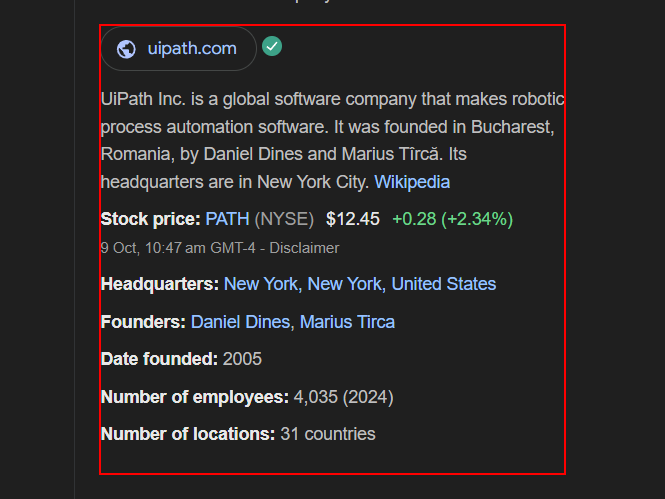 uipath.com
UiPath Inc. is a global software company that makes robotic
process automation software. It was founded in Bucharest,
Romania, by Daniel Dines and Marius Tîrcă. Its
headquarters are in New York City. Wikipedia
Stock price: PATH (NYSE) $12.45 +0.28 (+2.34%)
9 Oct, 10:47 am GMT-4 - Disclaimer
Headquarters: New York, New York, United States
Founders: Daniel Dines, Marius Tirca
Date founded: 2005
Number of employees: 4,035 (2024)
Number of locations: 31 countries